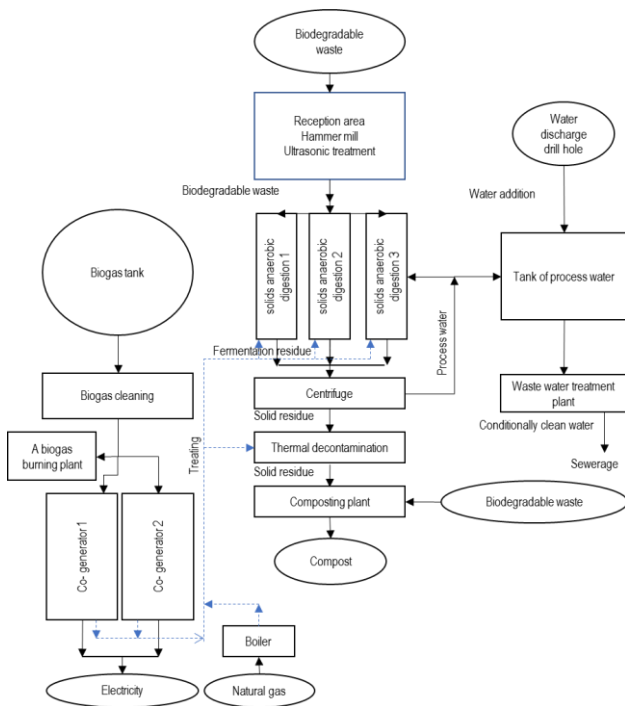 Biodegradable
waste
Reception area
Hammer mill
Ultrasonic treatment
Water
discharge
drill hole
Biodegradable waste
Water addition
Biogas tank
solids anaerobic
digestion 1
solids anaerobic
digestion 2
solids anaerobic
digestion 3
Tank of process water
Process water
Fermentation residue
Biogas cleaning
Centrifuge
Waste water treatment
plant
Solid residue
Conditionally clean water
A biogas
burning plant
Treating
Thermal decontamination
Sewerage
Solid residue
Composting plant
Biodegradable waste
Co- generator 1
Co- generator 2
Compost
Boiler
Electricity
Natural gas